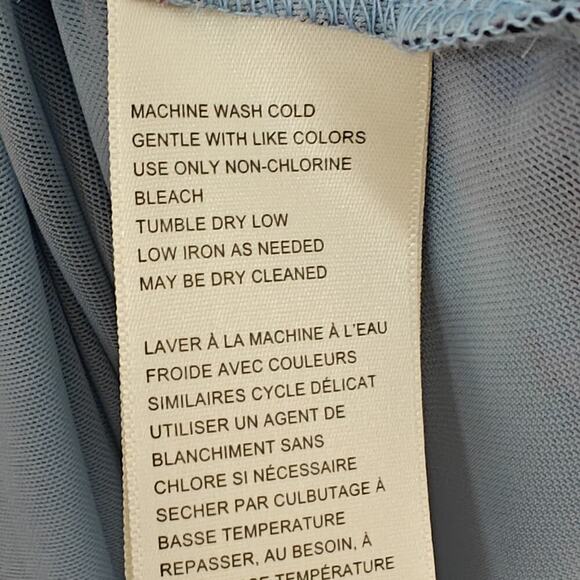 MACHINE WASH COLD
GENTLE WITH LIKE COLORS
USE ONLY NON-CHLORINE
BLEACH
TUMBLE DRY LOW
LOW IRON AS NEEDED
MAY BE DRY CLEANED
LAVER À LA MACHINE À L'EAU
FROIDE AVEC COULEURS
SIMILAIRES CYCLE DÉLICAT
UTILISER UN AGENT DE
BLANCHIMENT SANS
CHLORE SI NÉCESSAIRE
SECHER PAR CULBUTAGE À
BASSE TEMPERATURE
REPASSER, AU BESOIN, À
TEMPÉRATURE